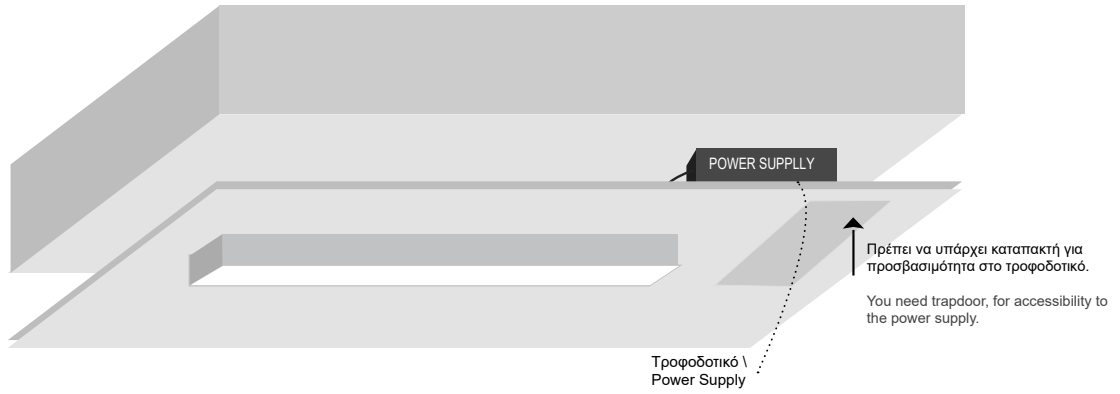 POWER SUPPLLY
Πρέπει να υπάρχει καταπακτή για
προσβασιμότητα στο τροφοδοτικό.
You need trapdoor, for accessibility to
the power supply.
Τροφοδοτικό \
Power Supply